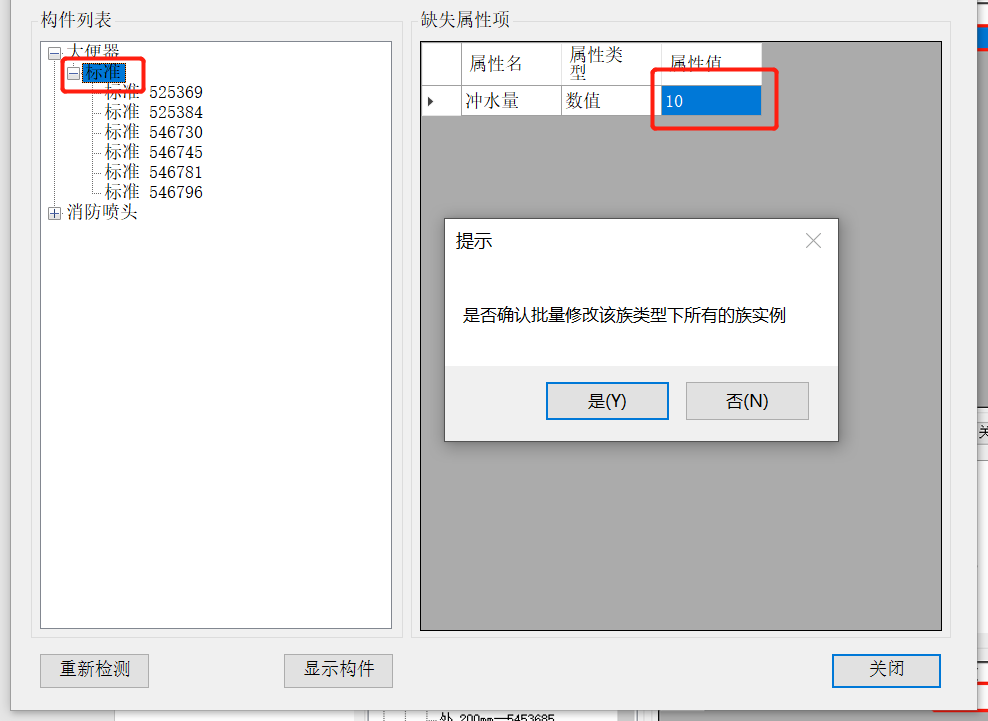 构件列表
大便器
标准
标准 525369
标准 525384
标准 546730
标准 546745
标准 546781
标准 546796
消防喷头
缺失属性项
属性名 属性类型 属性值
冲水量 数值 10
提示
是否确认批量修改该族类型下所有的族实例
是(Y) 否(N)
重新检测 显示构件 关闭
外 200mm—5453685